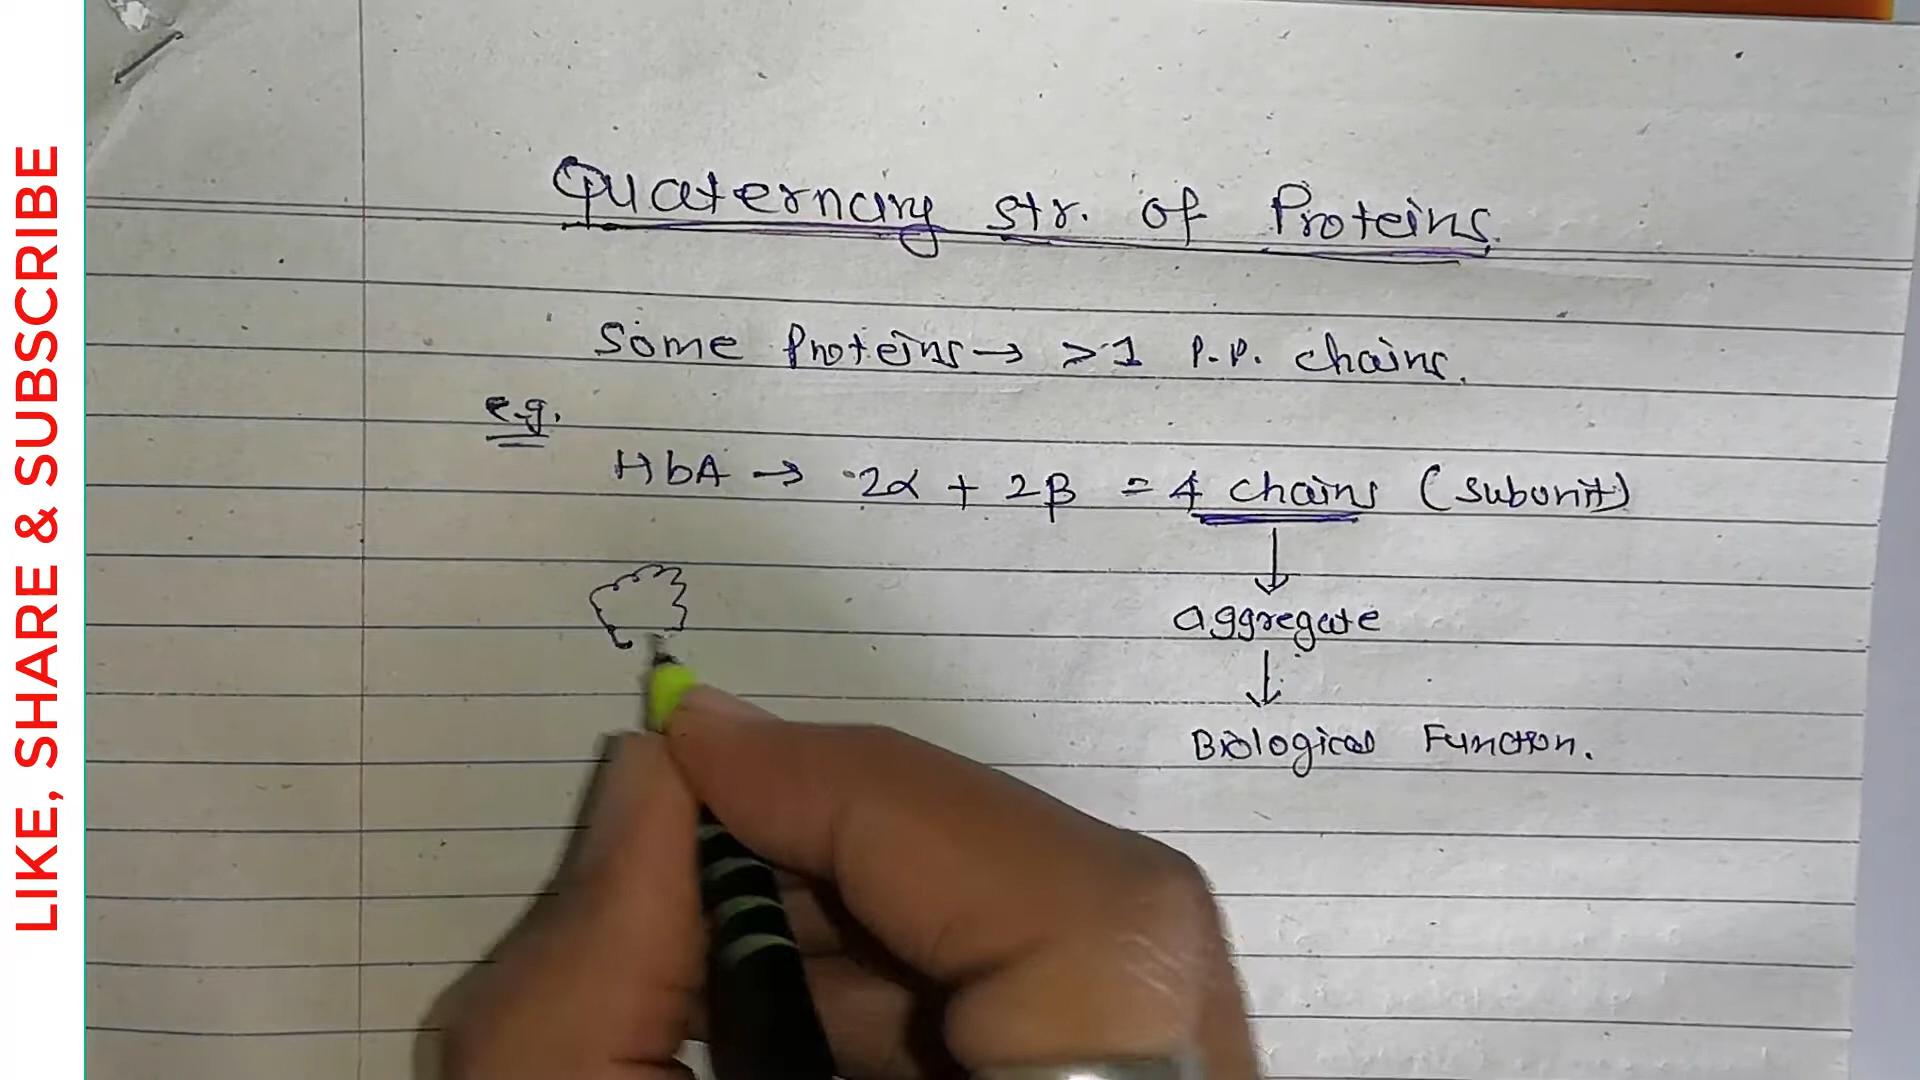 LIKE, SHARE & SUBSCRIBE
Quaternary str. of Proteins.
Some Proteins → >1 P.P. chains.
e.g.
HbA → 2α + 2β = 4 chains (subunit)
↓
aggregate
↓
Biological Function.